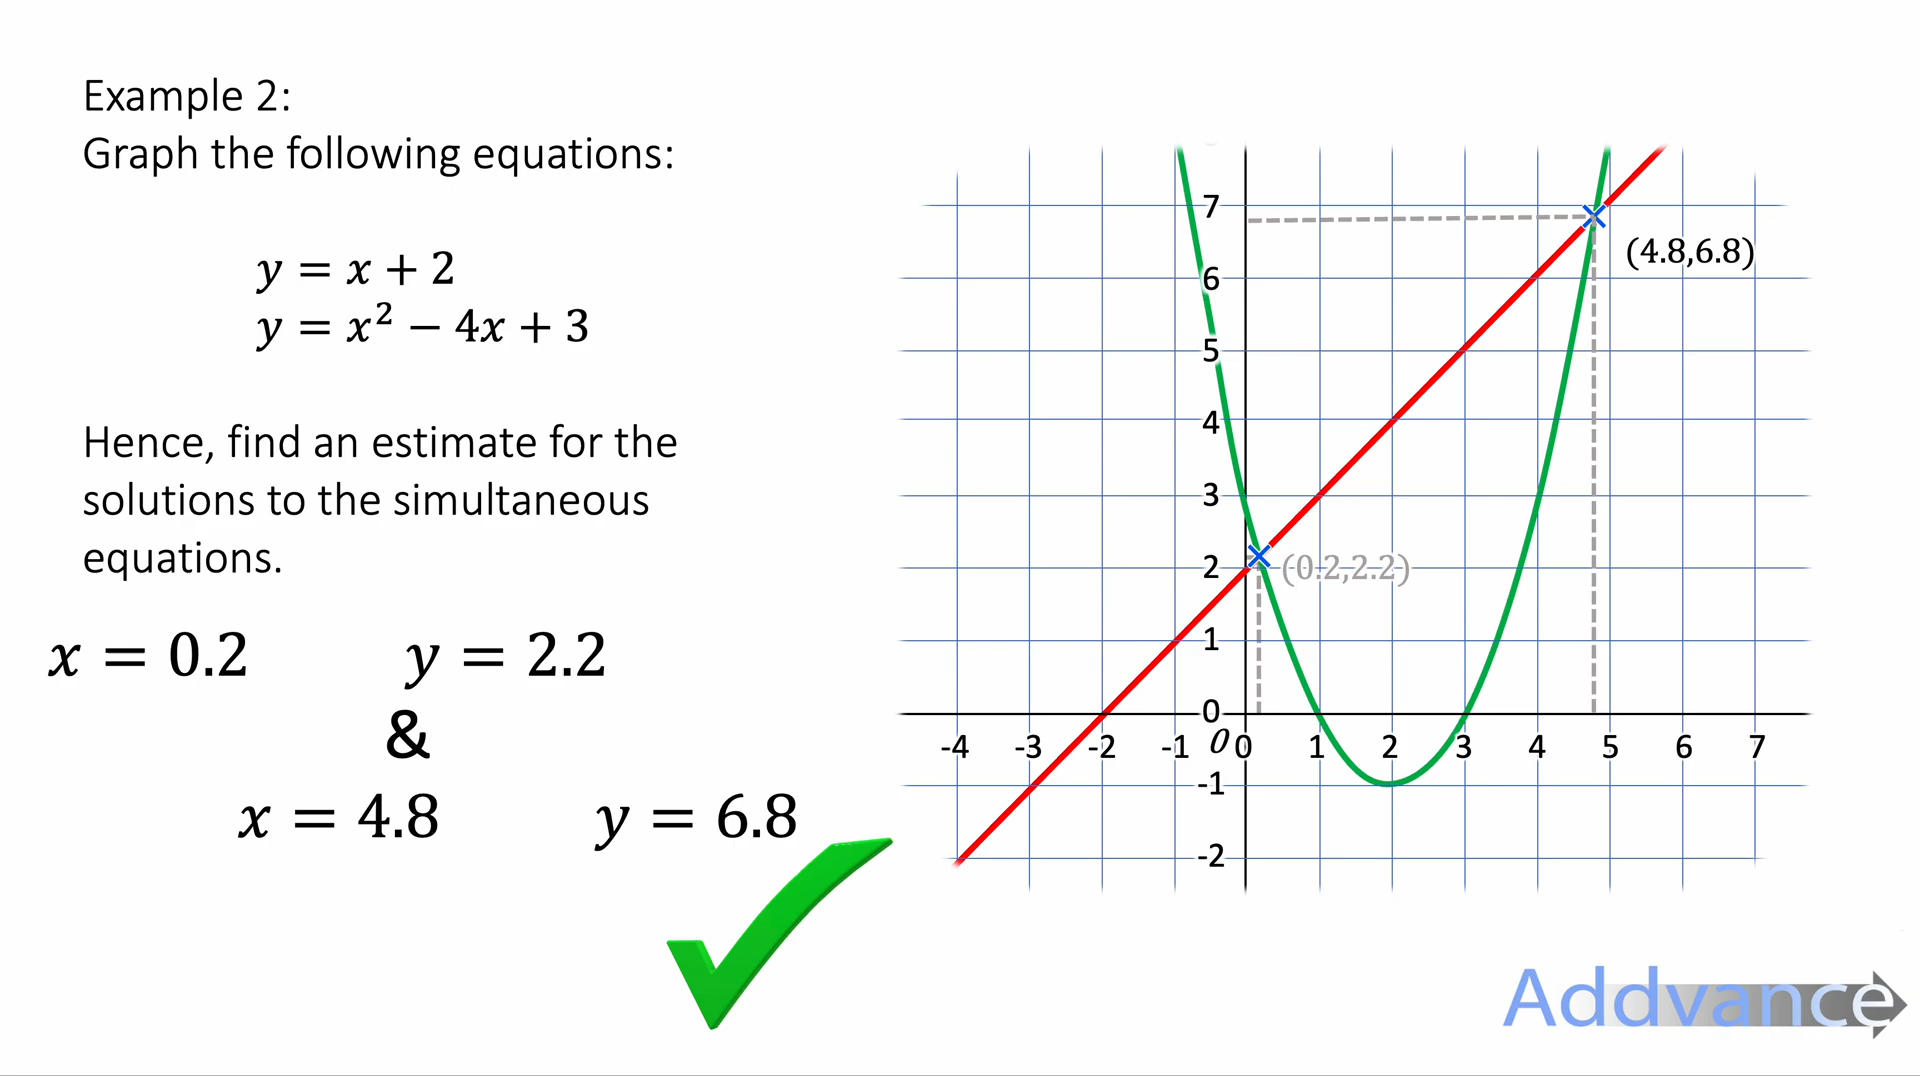 Example 2:
Graph the following equations:
y = x + 2
y = x² − 4x + 3
Hence, find an estimate for the
solutions to the simultaneous
equations.
x = 0.2 y = 2.2
&
x = 4.8 y = 6.8
7
(4.8,6.8)
6
5
4
3
2 (0.2,2.2)
1
0
-4 -3 -2 -1 O 0 1 2 3 4 5 6 7
-1
-2
Addvance